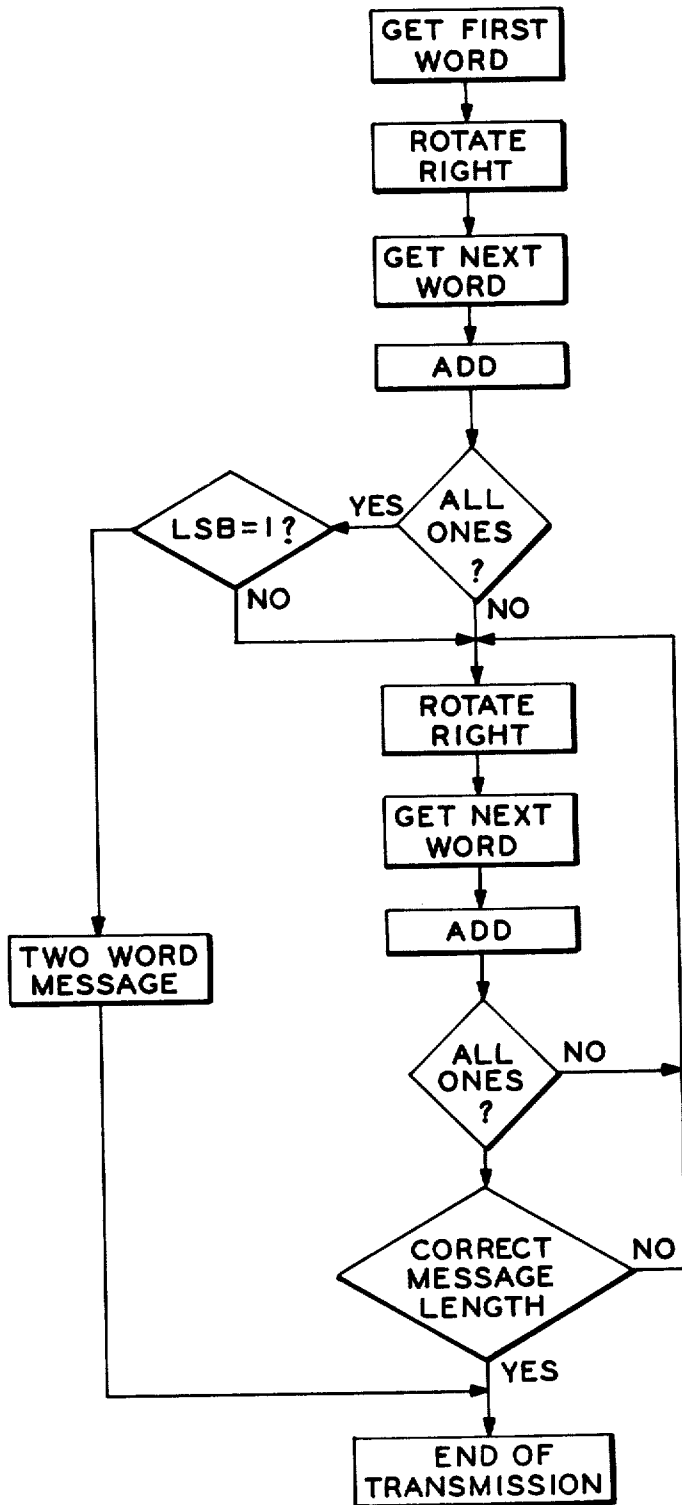 GET FIRST
WORD
ROTATE
RIGHT
GET NEXT
WORD
ADD
ALL
ONES
?
YES
LSB=1?
NO
NO
ROTATE
RIGHT
GET NEXT
WORD
ADD
TWO WORD
MESSAGE
ALL
ONES
?
NO
CORRECT
MESSAGE
LENGTH
NO
YES
END OF
TRANSMISSION